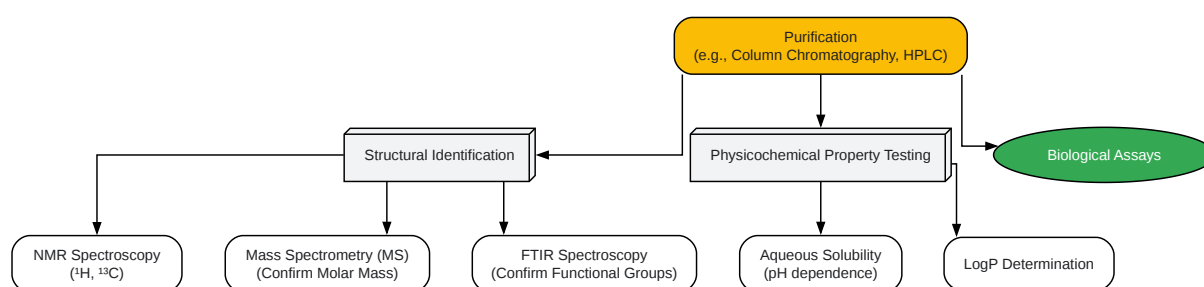 Purification
(e.g., Column Chromatography, HPLC)
Structural Identification
Physicochemical Property Testing
Biological Assays
NMR Spectroscopy
(¹H, ¹³C)
Mass Spectrometry (MS)
(Confirm Molar Mass)
FTIR Spectroscopy
(Confirm Functional Groups)
Aqueous Solubility
(pH dependence)
LogP Determination